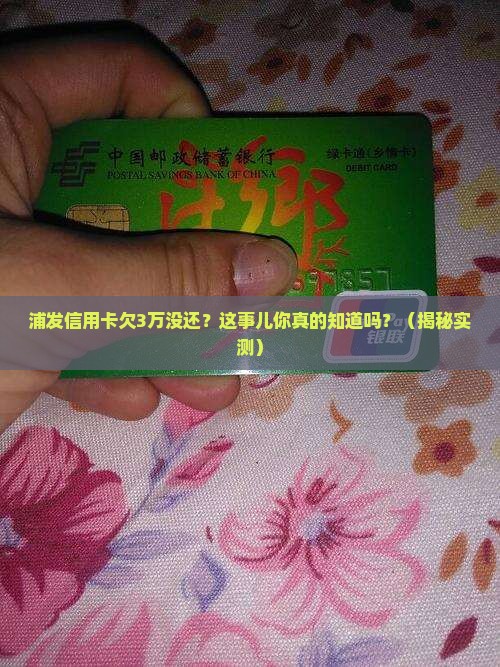 中国邮政储蓄银行
POSTAL SAVINGS BANK OF CHINA
绿卡通(乡情卡)
DEBIT CARD
乡
浦发信用卡欠3万没还？这事儿你真的知道吗？（揭秘实
测）
Pay
银联